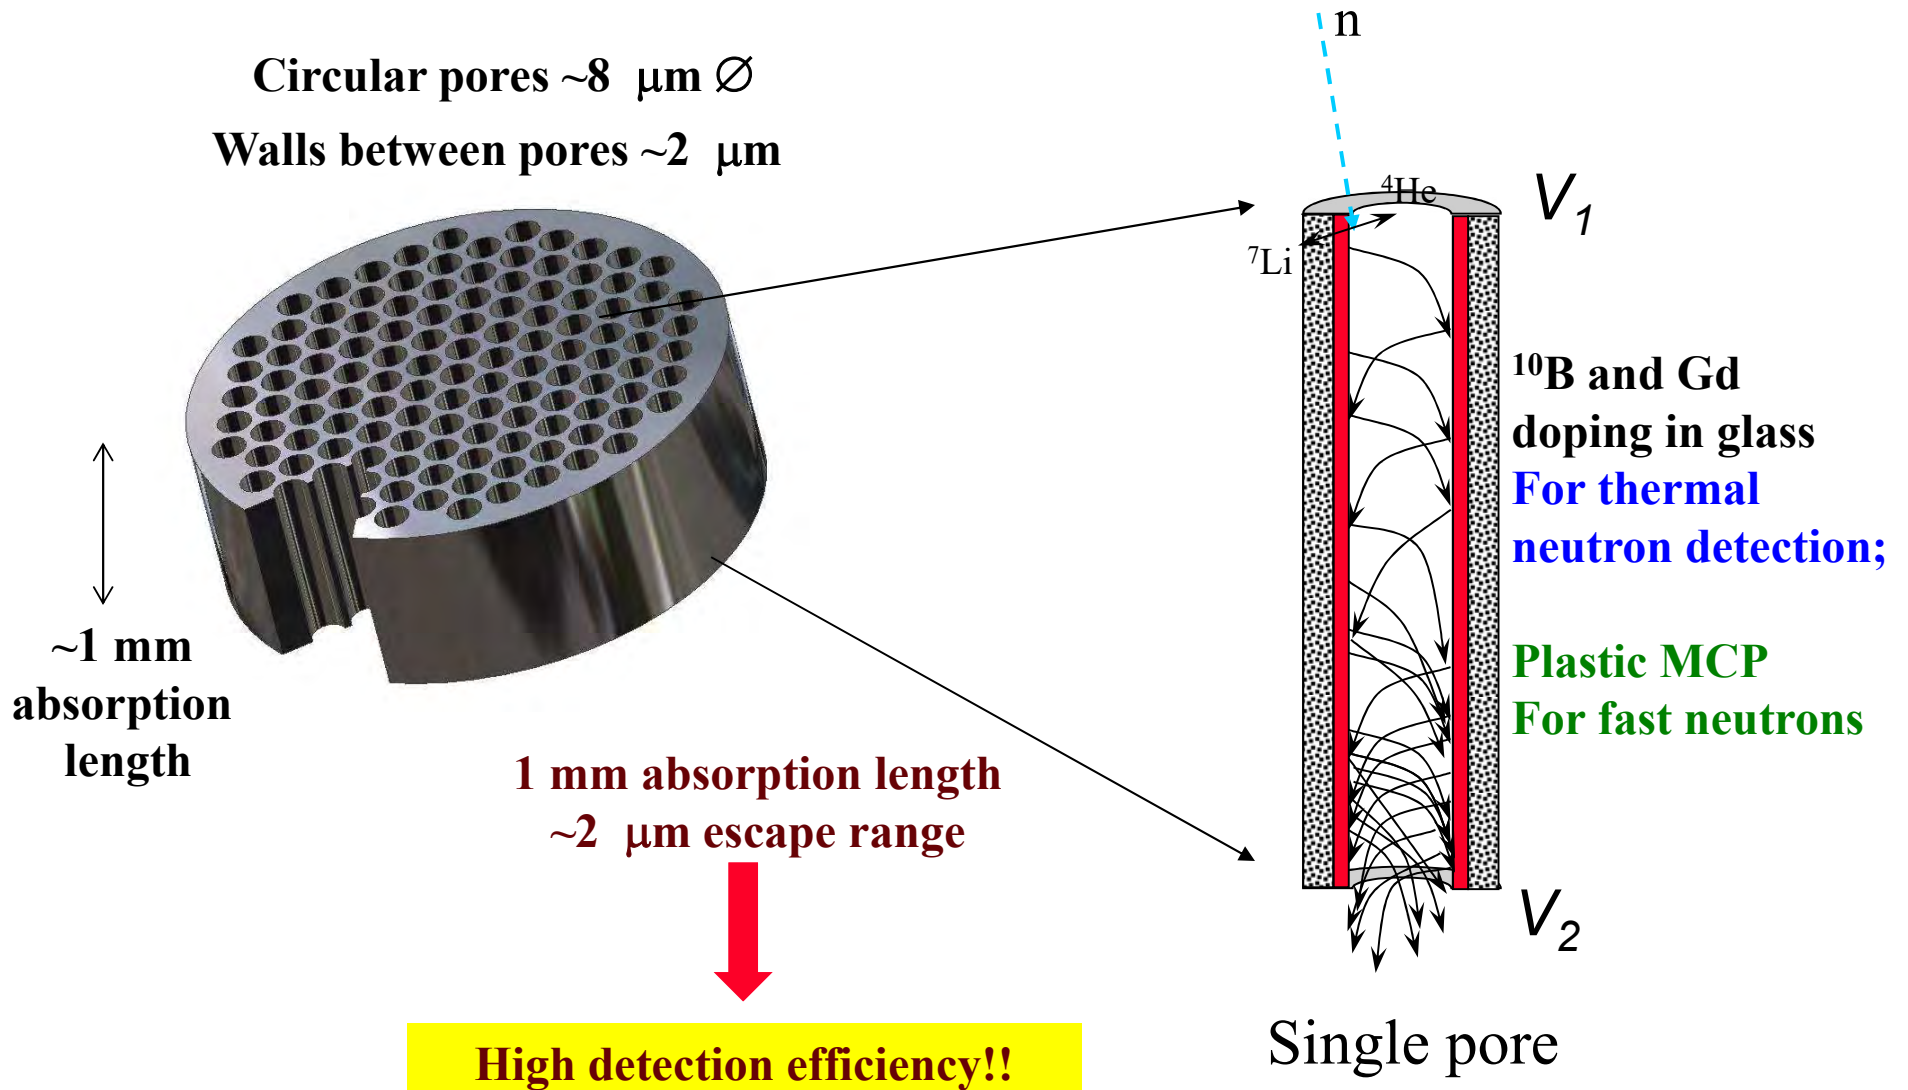 Circular pores ~8 μm ∅
Walls between pores ~2 μm
~1 mm
absorption
length
1 mm absorption length
~2 μm escape range
High detection efficiency!!
n
⁴He
⁷Li
V₁
¹⁰B and Gd
doping in glass
For thermal
neutron detection;
Plastic MCP
For fast neutrons
V₂
Single pore